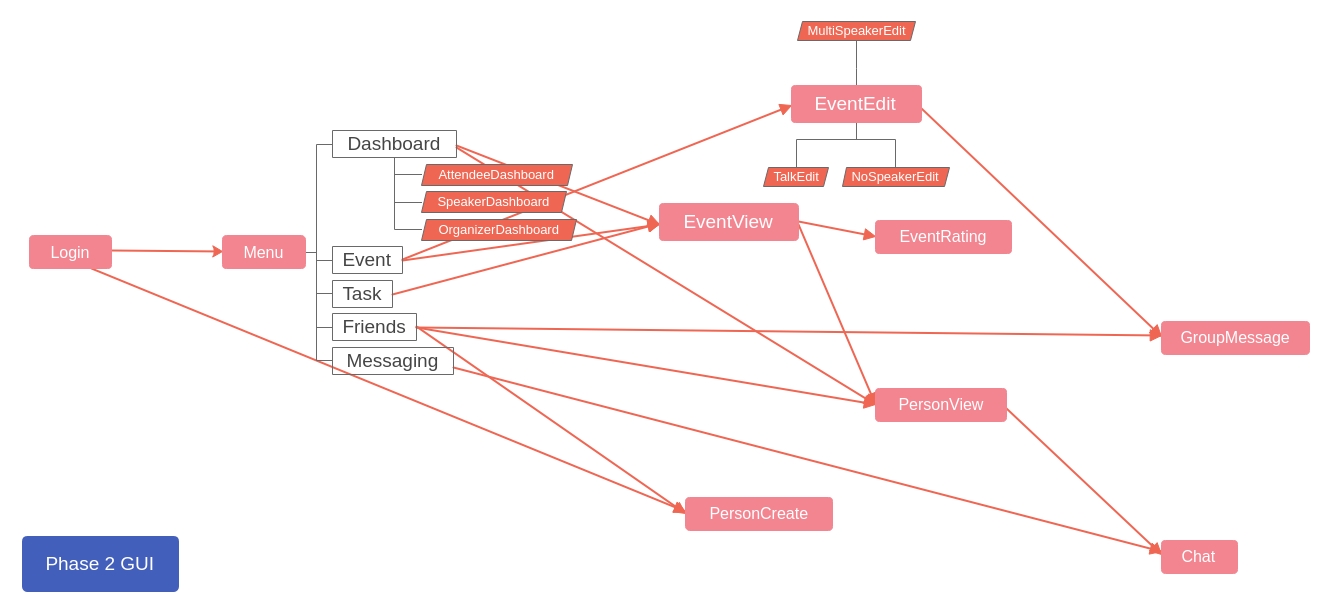 MultiSpeakerEdit
EventEdit
Dashboard
AttendeeDashboard
TalkEdit
NoSpeakerEdit
SpeakerDashboard
OrganizerDashboard
EventView
EventRating
Login
Menu
Event
Task
Friends
Messaging
GroupMessage
PersonView
PersonCreate
Chat
Phase 2 GUI